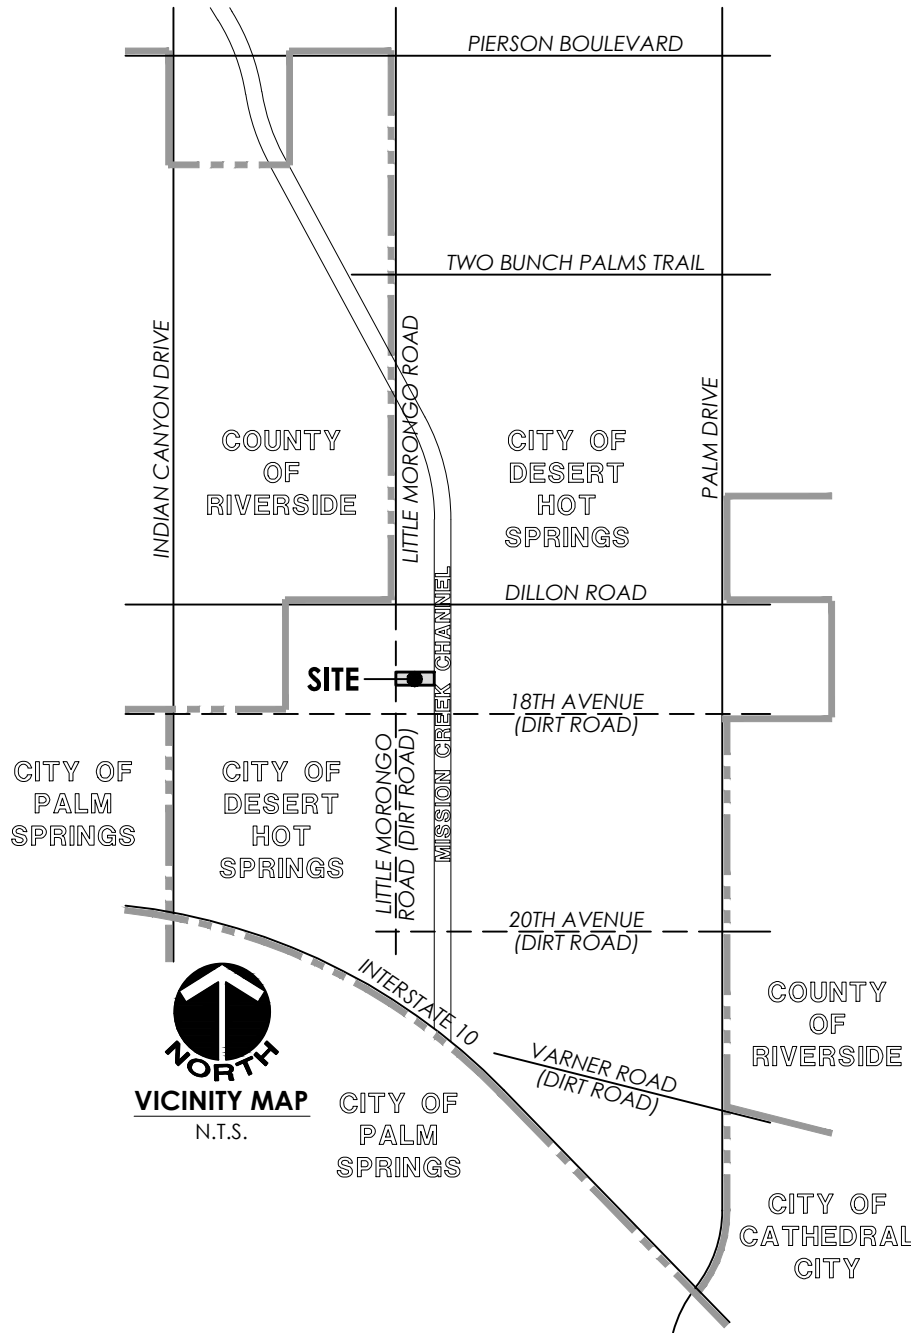 PIERSON BOULEVARD
TWO BUNCH PALMS TRAIL
INDIAN CANYON DRIVE
LITTLE MORONGO ROAD
PALM DRIVE
COUNTY
OF
RIVERSIDE
CITY OF
DESERT
HOT
SPRINGS
DILLON ROAD
MISSION CREEK CHANNEL
SITE
18TH AVENUE
(DIRT ROAD)
LITTLE MORONGO
ROAD (DIRT ROAD)
CITY OF
PALM
SPRINGS
CITY OF
DESERT
HOT
SPRINGS
20TH AVENUE
(DIRT ROAD)
INTERSTATE 10
COUNTY
OF
RIVERSIDE
VARNER ROAD
(DIRT ROAD)
NORTH
VICINITY MAP
N.T.S.
CITY OF
PALM
SPRINGS
CITY OF
CATHEDRAL
CITY